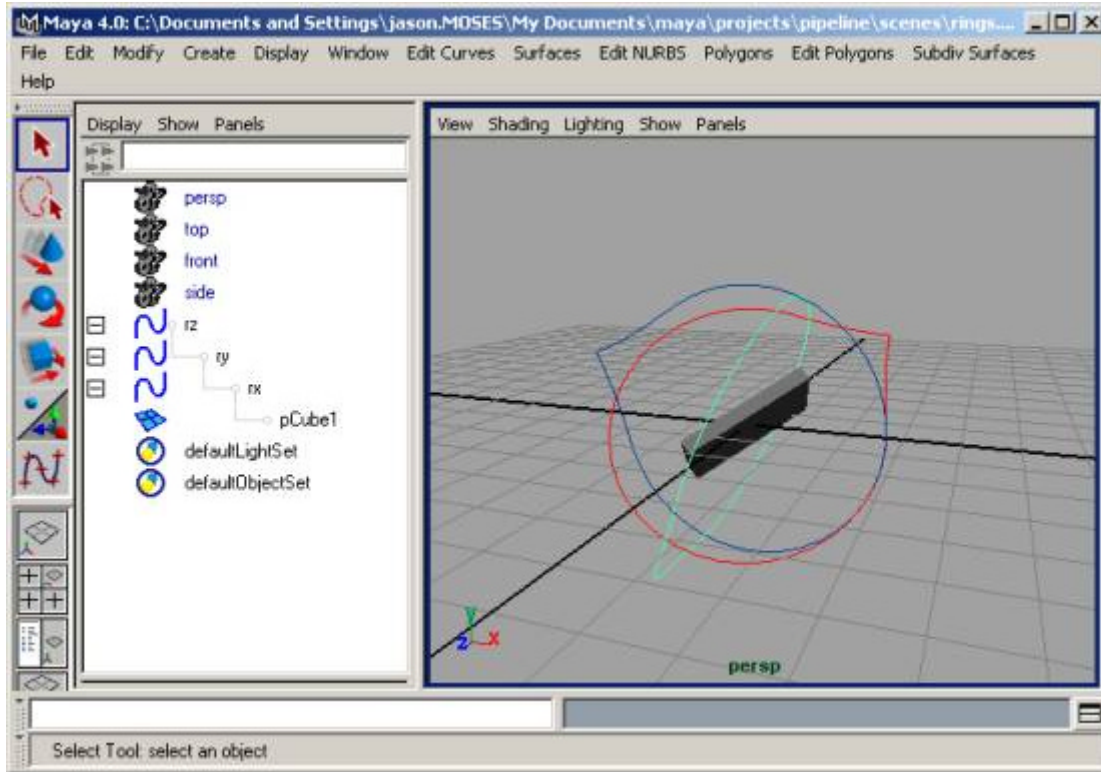 Maya 4.0: C:\Documents and Settings\jason.MOSES\My Documents\maya\projects\pipeline\scenes\rings....
File Edit Modify Create Display Window Edit Curves Surfaces Edit NURBS Polygons Edit Polygons Subdiv Surfaces
Help
Display Show Panels
persp
top
front
side
rz
ry
rx
pCube1
defaultLightSet
defaultObjectSet
View Shading Lighting Show Panels
y
z x
persp
Select Tool: select an object